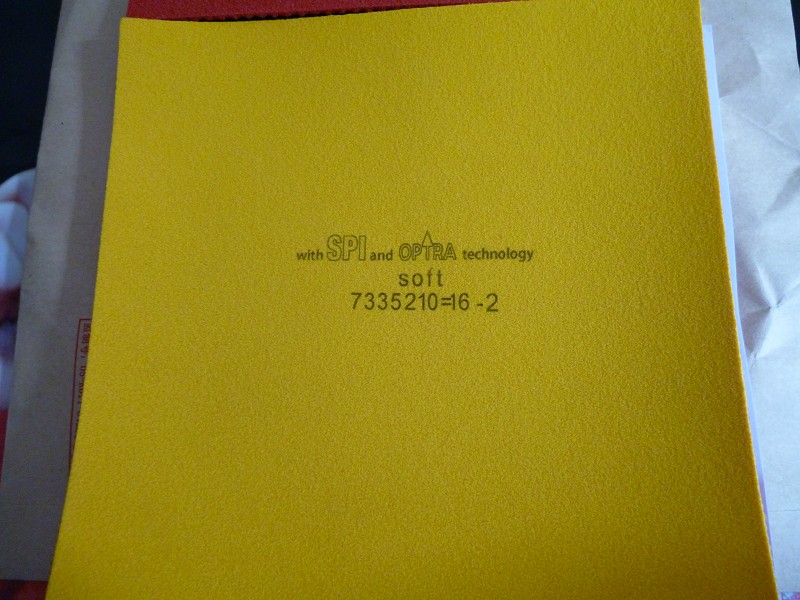 with SPI and OPTRA technology
soft
7335210=16-2